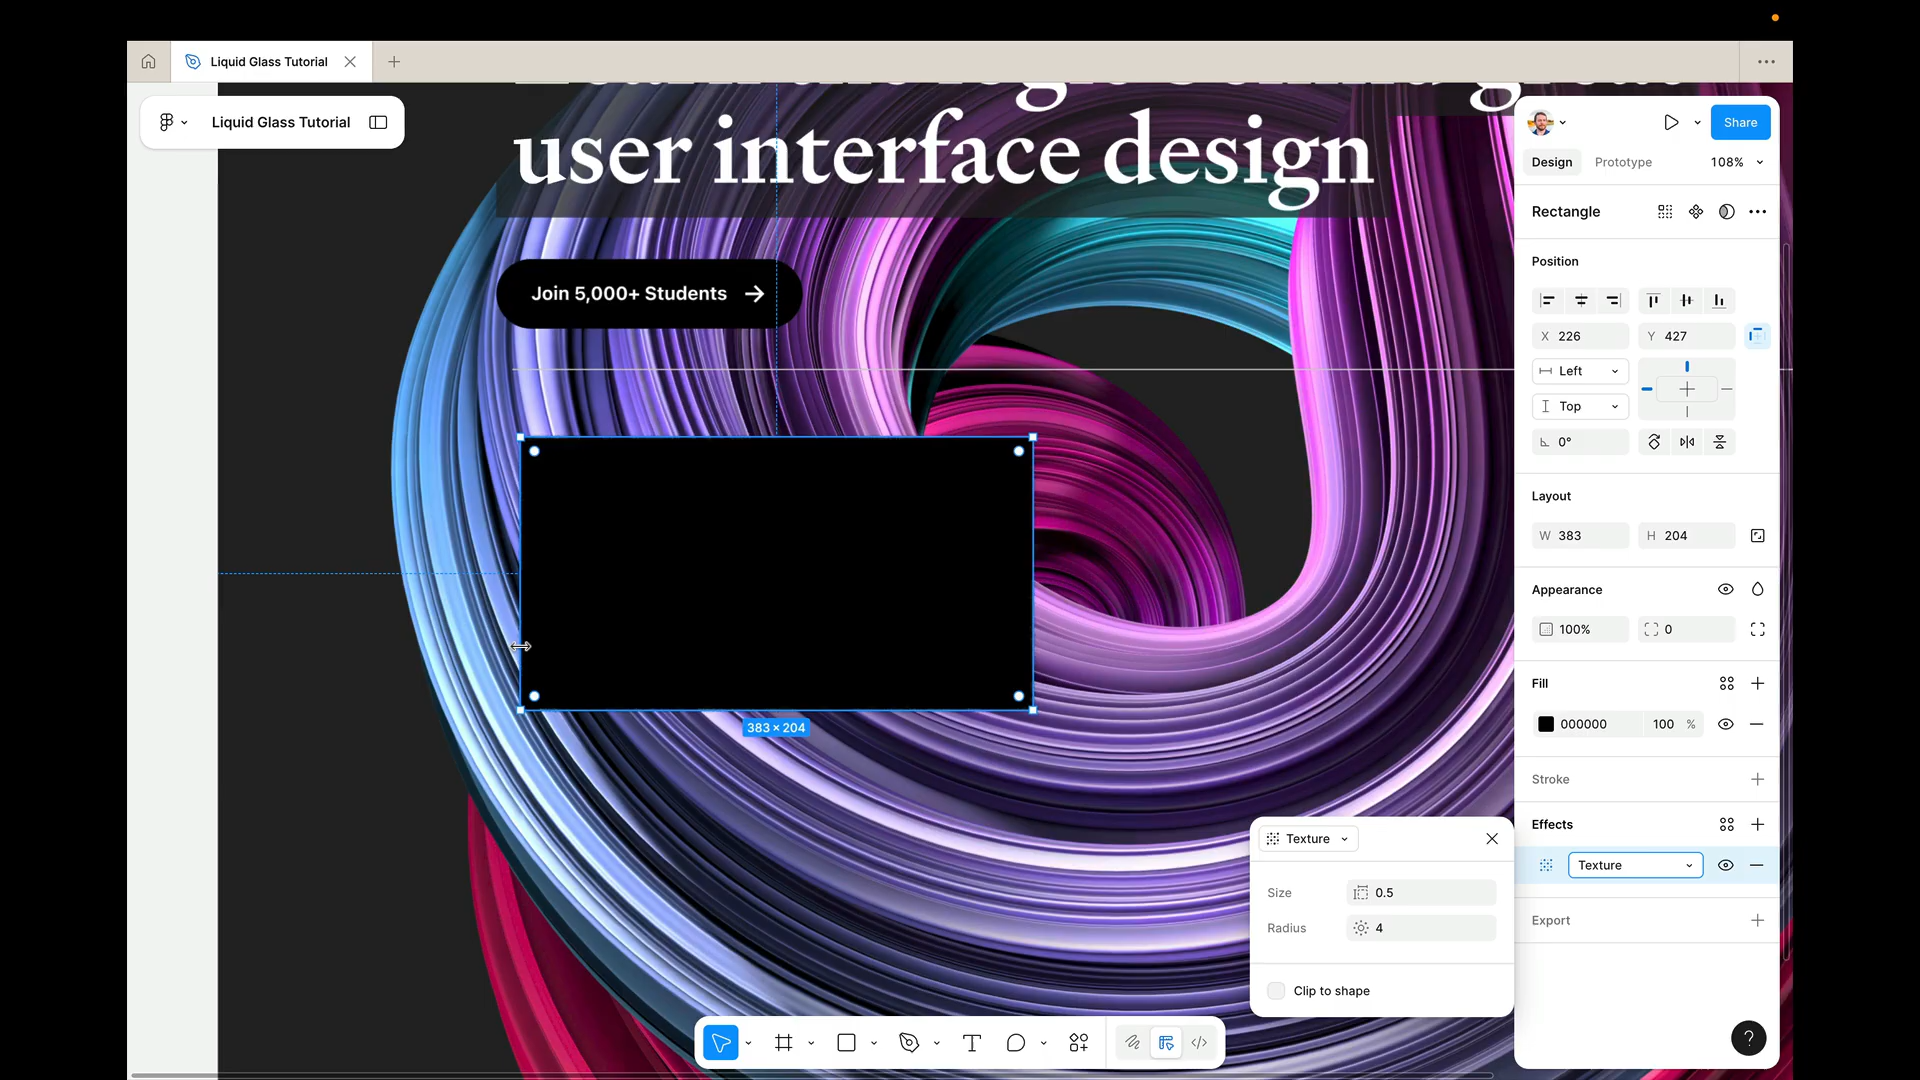 Liquid Glass Tutorial
Liquid Glass Tutorial
user interface design
Join 5,000+ Students
383 × 204
Share
Design
Prototype
108%
Rectangle
Position
X 226
Y 427
Left
Top
0°
Layout
W 383
H 204
Appearance
100%
0
Fill
000000
100 %
Stroke
Effects
Texture
Export
Texture
Size
0.5
Radius
4
Clip to shape
?